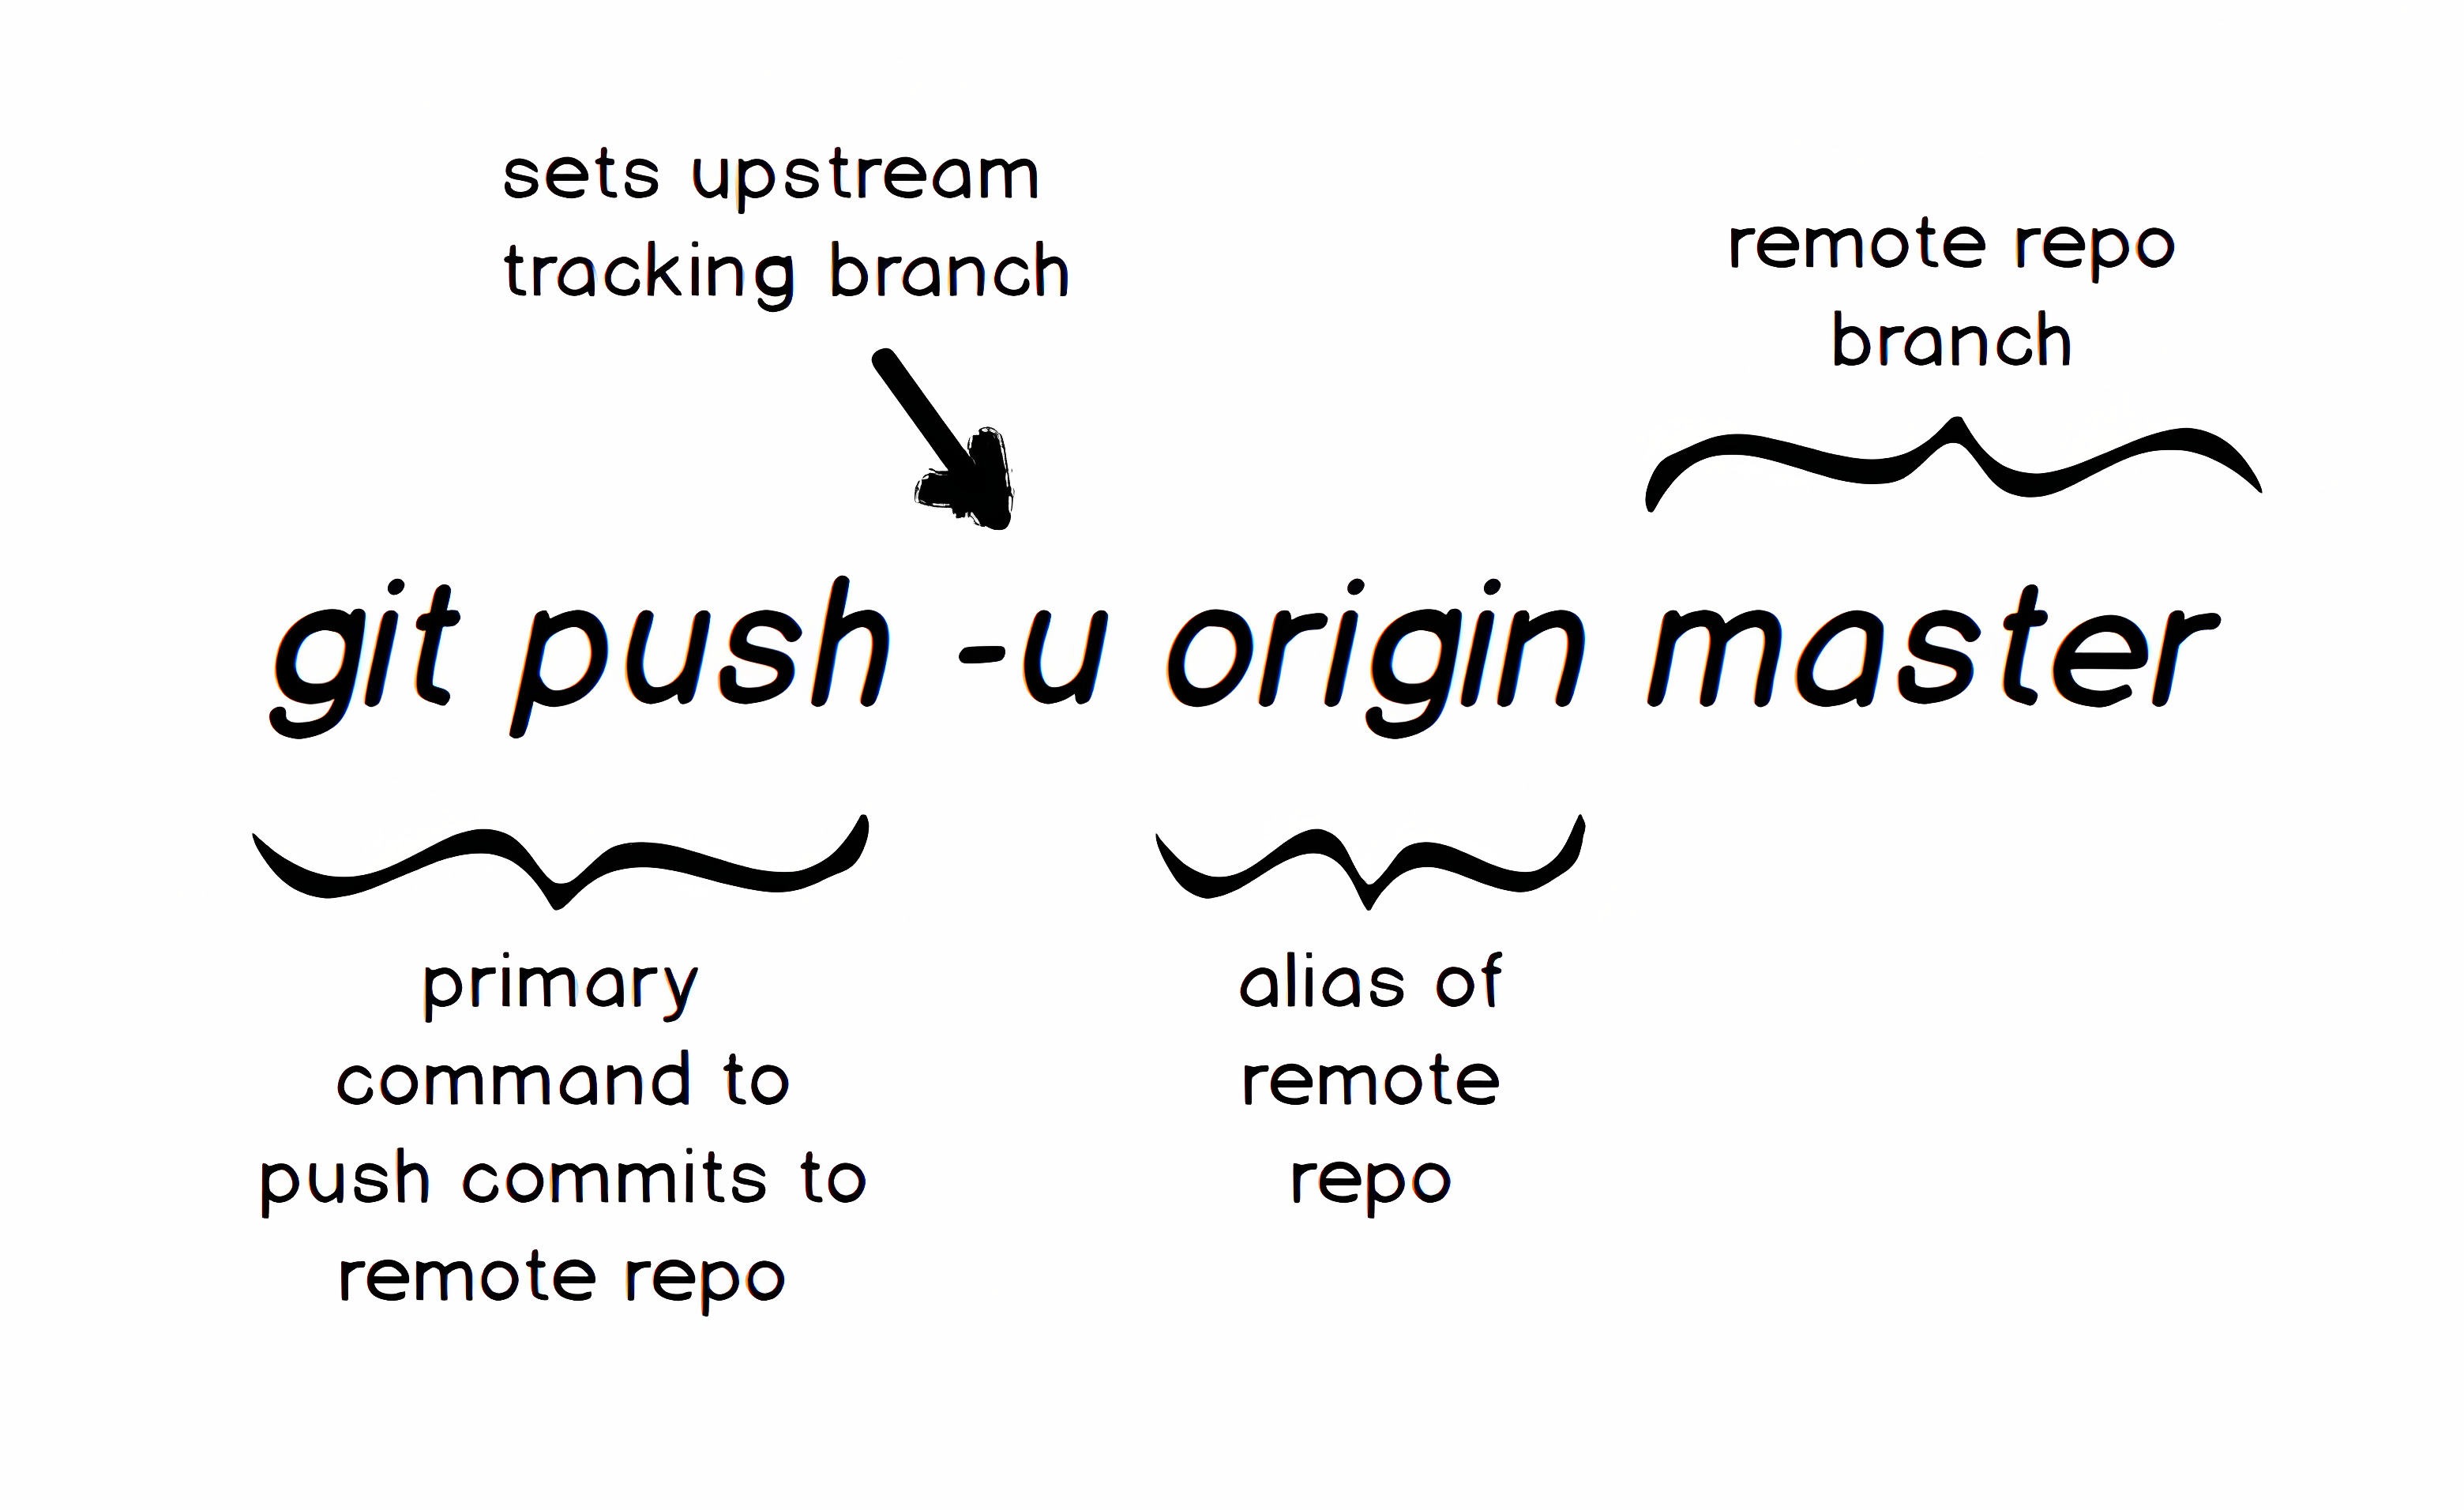 sets upstream
tracking branch
remote repo
branch
git push -u origin master
primary
command to
push commits to
remote repo
alias of
remote
repo